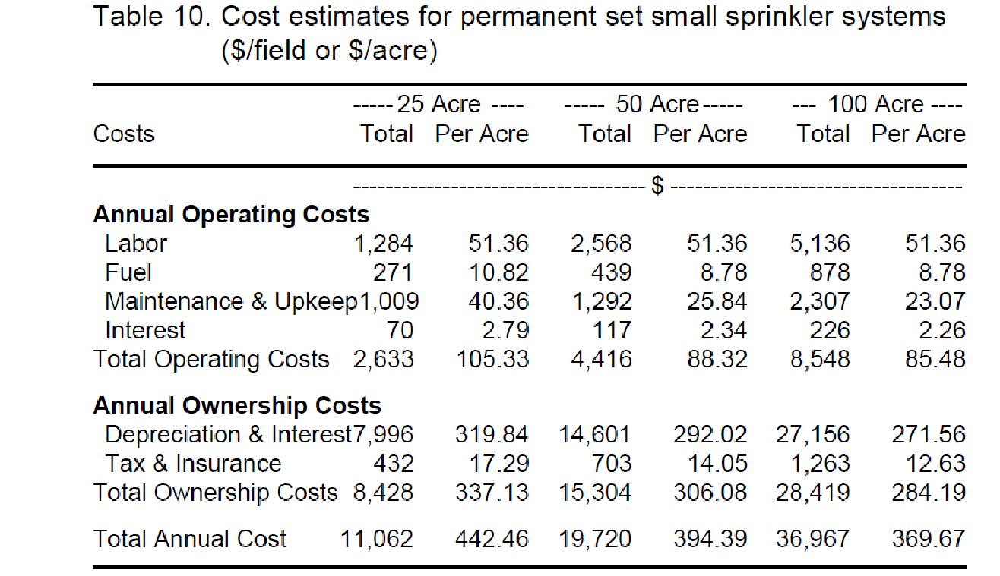 Table 10. Cost estimates for permanent set small sprinkler systems
($/field or $/acre)
-----25 Acre ---- ----- 50 Acre----- --- 100 Acre ----
Costs Total Per Acre Total Per Acre Total Per Acre
------------------------------------ $ ------------------------------------
Annual Operating Costs
Labor 1,284 51.36 2,568 51.36 5,136 51.36
Fuel 271 10.82 439 8.78 878 8.78
Maintenance & Upkeep1,009 40.36 1,292 25.84 2,307 23.07
Interest 70 2.79 117 2.34 226 2.26
Total Operating Costs 2,633 105.33 4,416 88.32 8,548 85.48
Annual Ownership Costs
Depreciation & Interest7,996 319.84 14,601 292.02 27,156 271.56
Tax & Insurance 432 17.29 703 14.05 1,263 12.63
Total Ownership Costs 8,428 337.13 15,304 306.08 28,419 284.19
Total Annual Cost 11,062 442.46 19,720 394.39 36,967 369.67